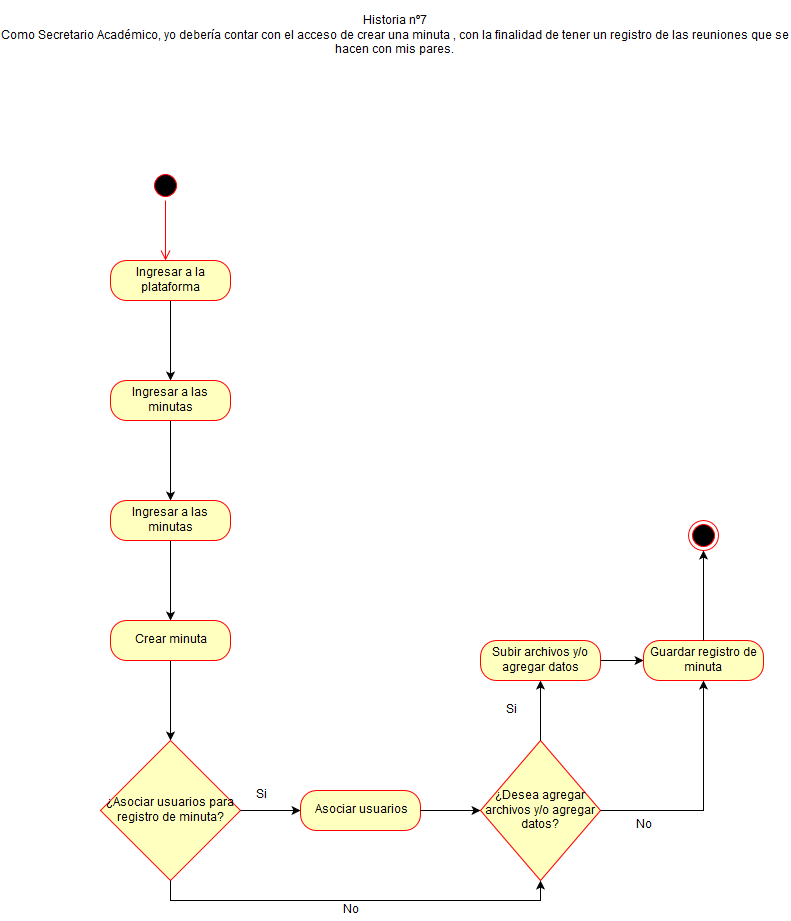 Historia nº7
Como Secretario Académico, yo debería contar con el acceso de crear una minuta , con la finalidad de tener un registro de las reuniones que se
hacen con mis pares.
Ingresar a la
plataforma
Ingresar a las
minutas
Ingresar a las
minutas
Crear minuta
¿Asociar usuarios para
registro de minuta?
Si
Asociar usuarios
¿Desea agregar
archivos y/o agregar
datos?
Si
Subir archivos y/o
agregar datos
Guardar registro de
minuta
No
No